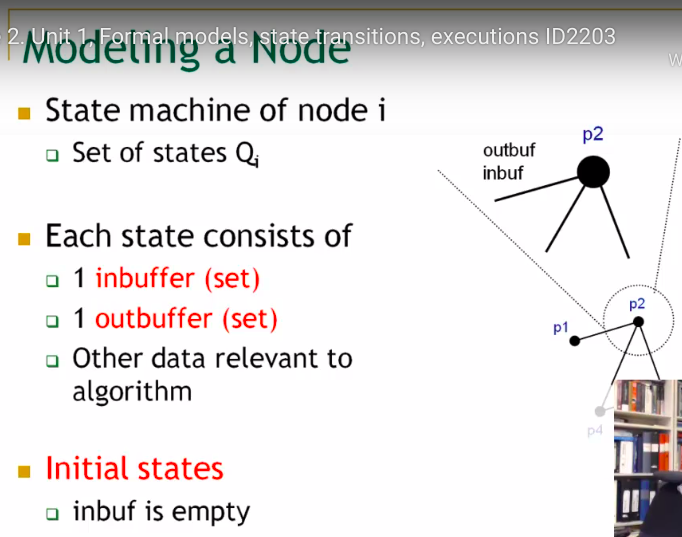 2. Unit 1, Formal models, state transitions, executions ID2203
Modeling a Node
State machine of node i
Set of states Qi
Each state consists of
1 inbuffer (set)
1 outbuffer (set)
Other data relevant to
algorithm
Initial states
inbuf is empty
p2
outbuf
inbuf
p2
p1
p4